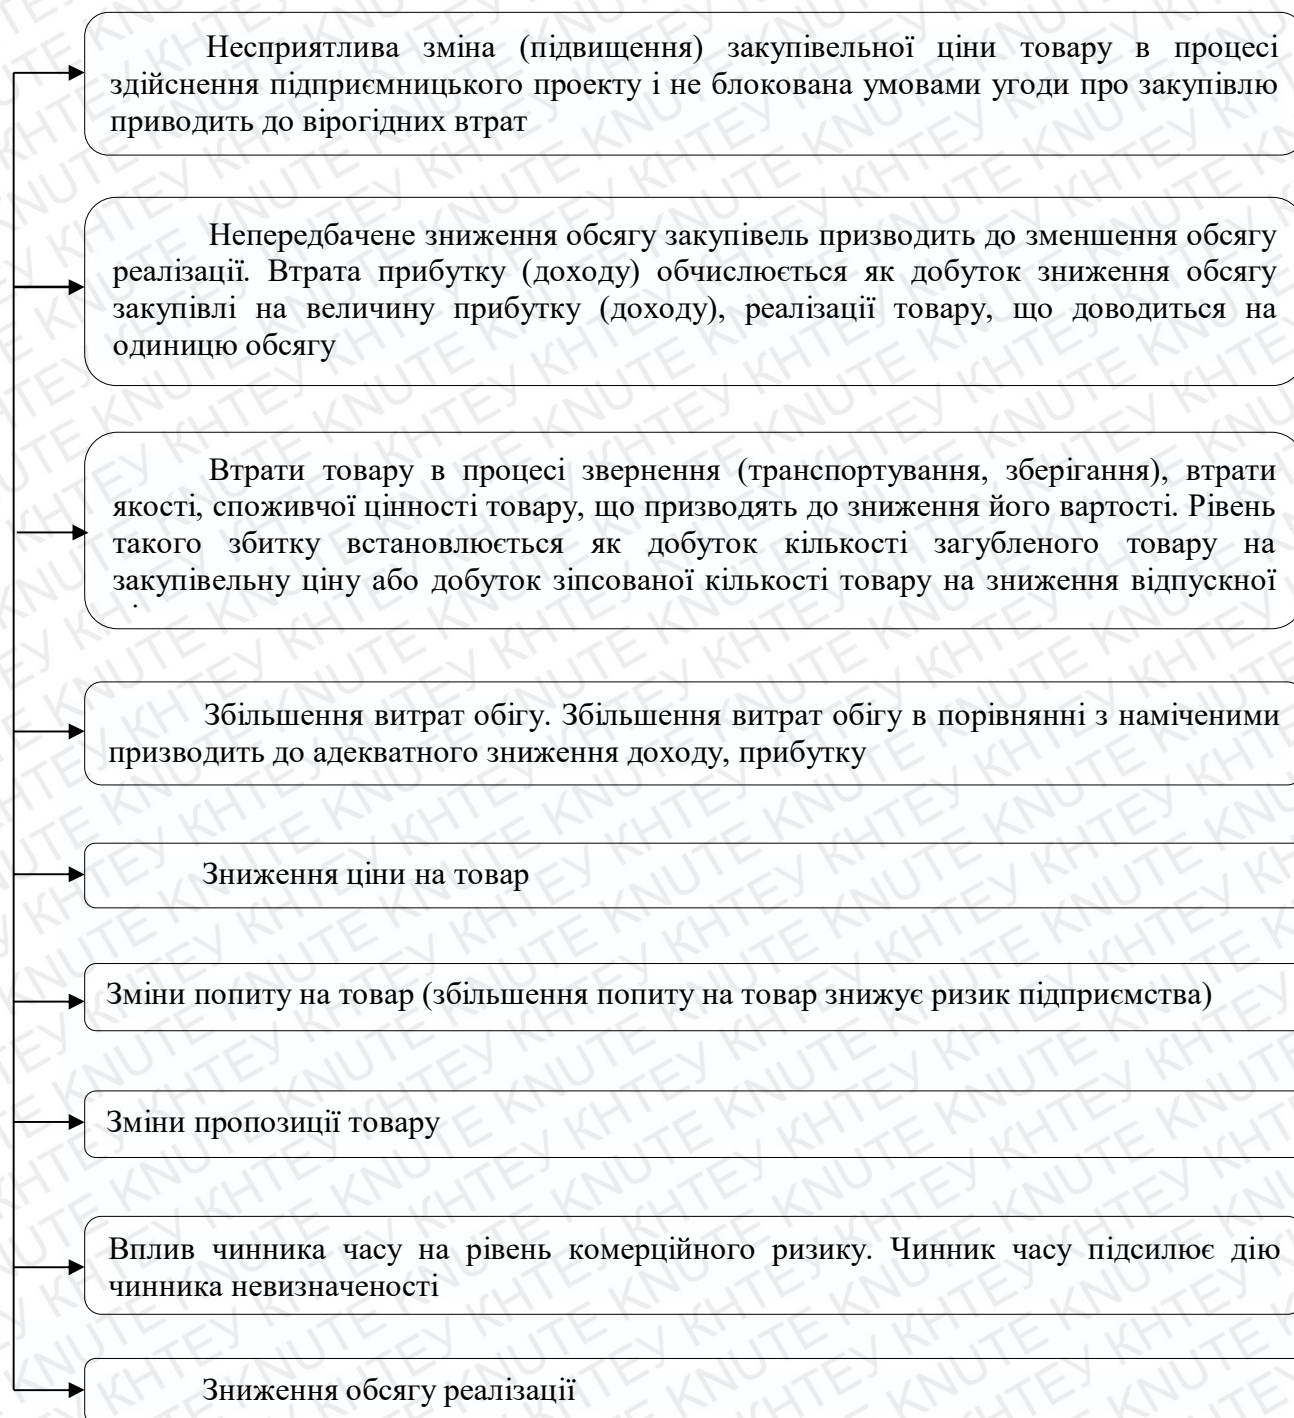 Несприятлива зміна (підвищення) закупівельної ціни товару в процесі
здійснення підприємницького проекту і не блокована умовами угоди про закупівлю
приводить до вірогідних втрат
Непередбачене зниження обсягу закупівель призводить до зменшення обсягу
реалізації. Втрата прибутку (доходу) обчислюється як добуток зниження обсягу
закупівлі на величину прибутку (доходу), реалізації товару, що доводиться на
одиницю обсягу
Втрати товару в процесі звернення (транспортування, зберігання), втрати
якості, споживчої цінності товару, що призводять до зниження його вартості. Рівень
такого збитку встановлюється як добуток кількості загубленого товару на
закупівельну ціну або добуток зіпсованої кількості товару на зниження відпускної
Збільшення витрат обігу. Збільшення витрат обігу в порівнянні з наміченими
призводить до адекватного зниження доходу, прибутку
Зниження ціни на товар
Зміни попиту на товар (збільшення попиту на товар знижує ризик підприємства)
Зміни пропозиції товару
Вплив чинника часу на рівень комерційного ризику. Чинник часу підсилює дію
чинника невизначеності
Зниження обсягу реалізації